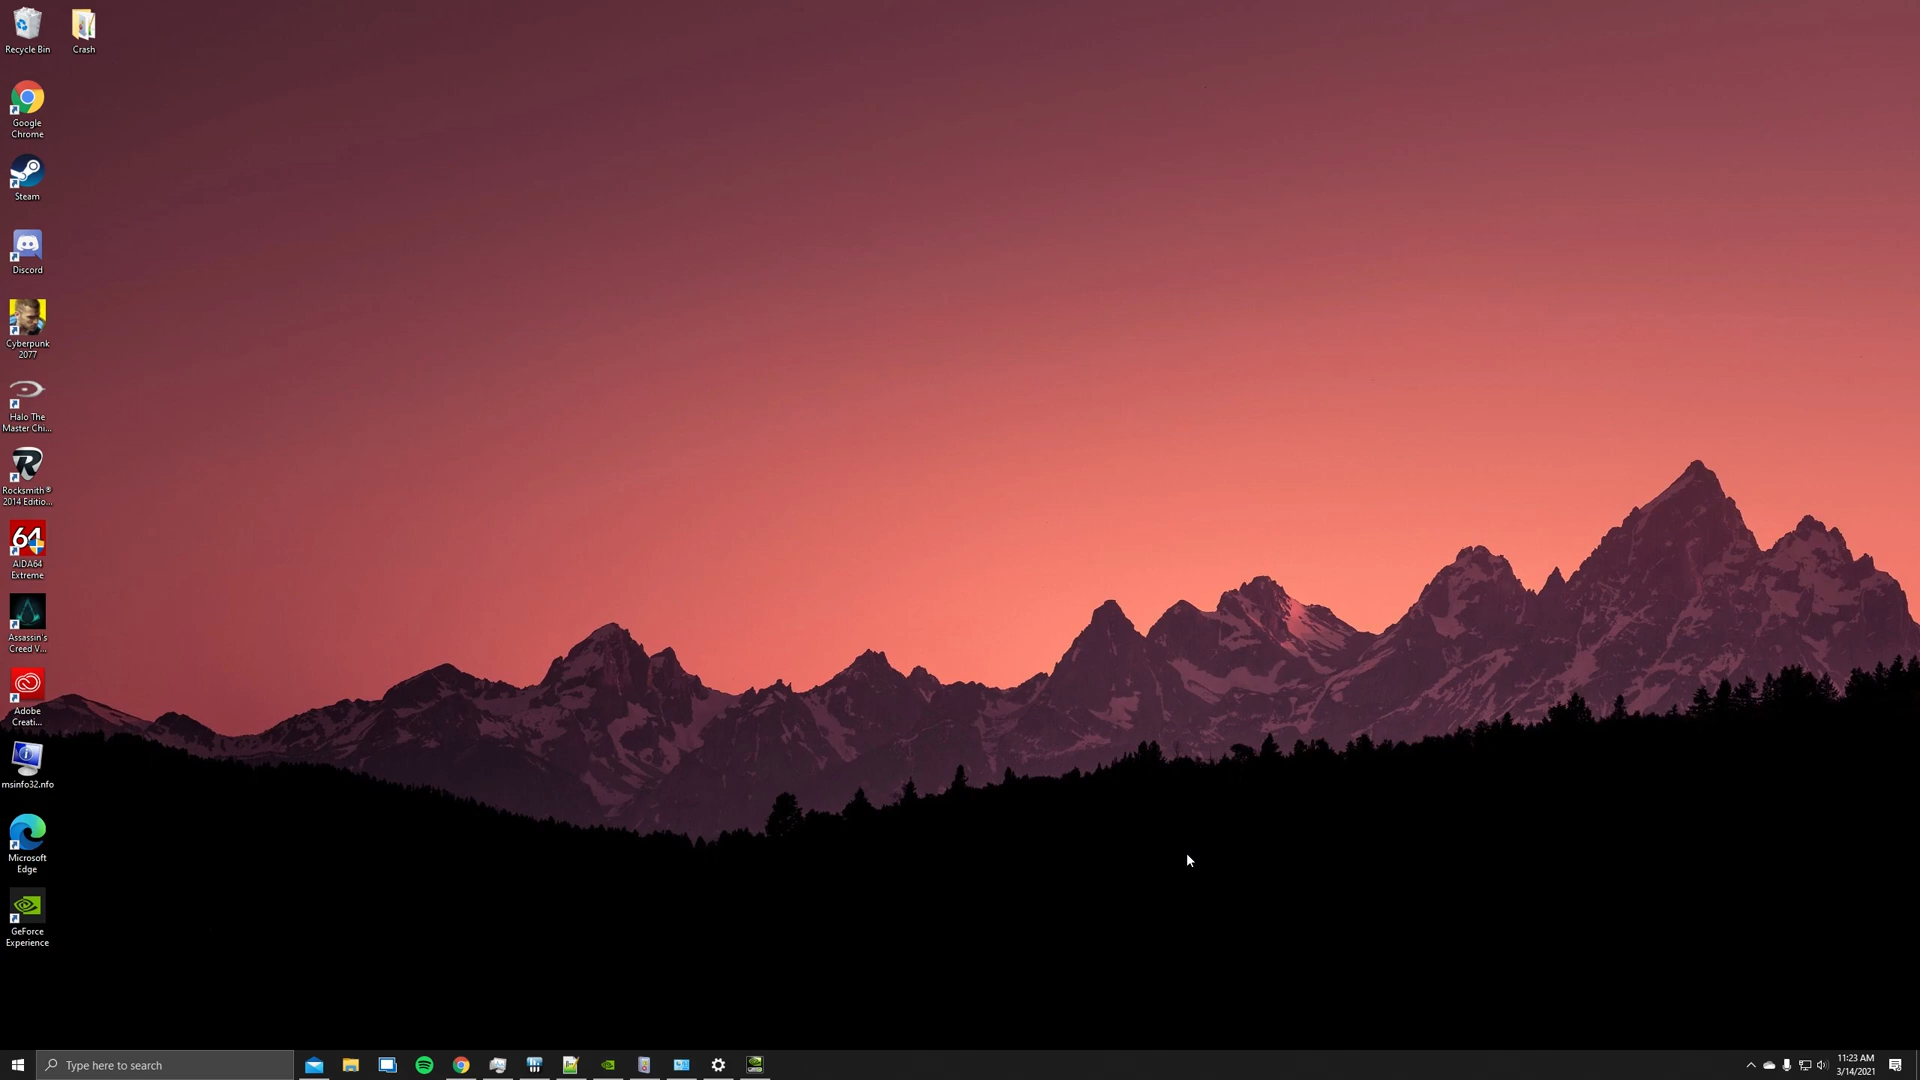 Recycle Bin
Crash
Google
Chrome
Steam
Discord
Cyberpunk
2077
Halo The
Master Chi...
Rocksmith®
2014 Editio...
64
AIDA64
Extreme
Assassin's
Creed V...
Adobe
Creati...
msinfo32.nfo
Microsoft
Edge
GeForce
Experience
Type here to search
11:23 AM
3/14/2021